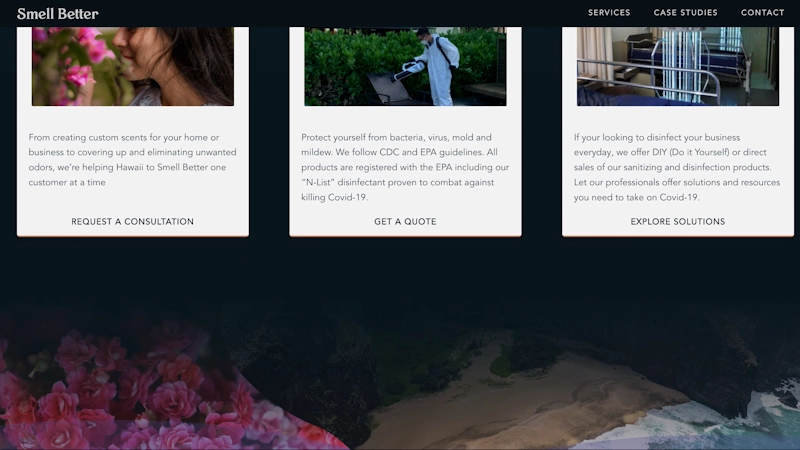 Smell Better
SERVICES
CASE STUDIES
CONTACT
From creating custom scents for your home or
business to covering up and eliminating unwanted
odors, we're helping Hawaii to Smell Better one
customer at a time
REQUEST A CONSULTATION
Protect yourself from bacteria, virus, mold and
mildew. We follow CDC and EPA guidelines. All
products are registered with the EPA including our
"N-List" disinfectant proven to combat against
killing Covid-19.
GET A QUOTE
If your looking to disinfect your business
everyday, we offer DIY (Do it Yourself) or direct
sales of our sanitizing and disinfection products.
Let our professionals offer solutions and resources
you need to take on Covid-19.
EXPLORE SOLUTIONS